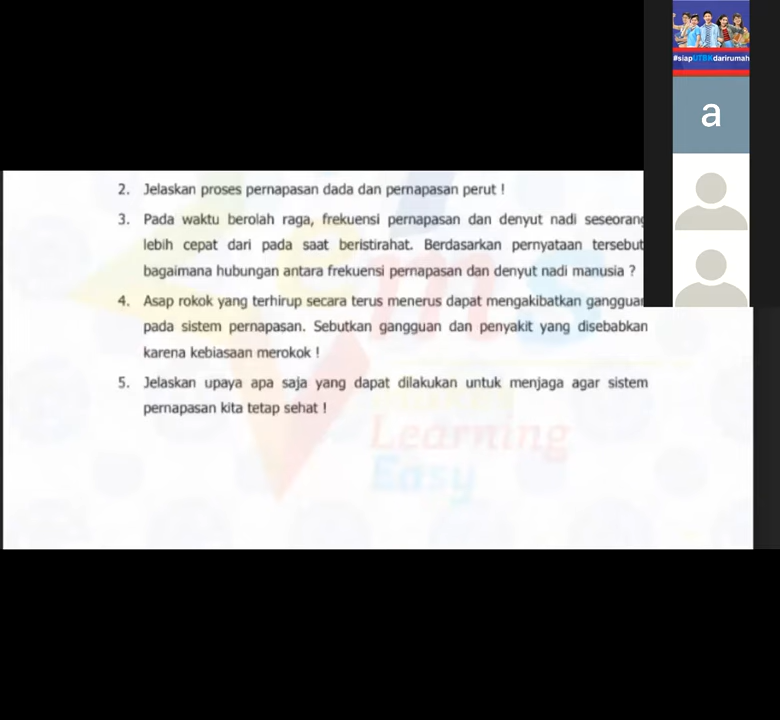 #siapUTBKdarirumah
a
2. Jelaskan proses pernapasan dada dan pernapasan perut !
3. Pada waktu berolah raga, frekuensi pernapasan dan denyut nadi seseorang
lebih cepat dari pada saat beristirahat. Berdasarkan pernyataan tersebut
bagaimana hubungan antara frekuensi pernapasan dan denyut nadi manusia ?
4. Asap rokok yang terhirup secara terus menerus dapat mengakibatkan gangguan
pada sistem pernapasan. Sebutkan gangguan dan penyakit yang disebabkan
karena kebiasaan merokok !
5. Jelaskan upaya apa saja yang dapat dilakukan untuk menjaga agar sistem
pernapasan kita tetap sehat !
ems
Learning
Easy